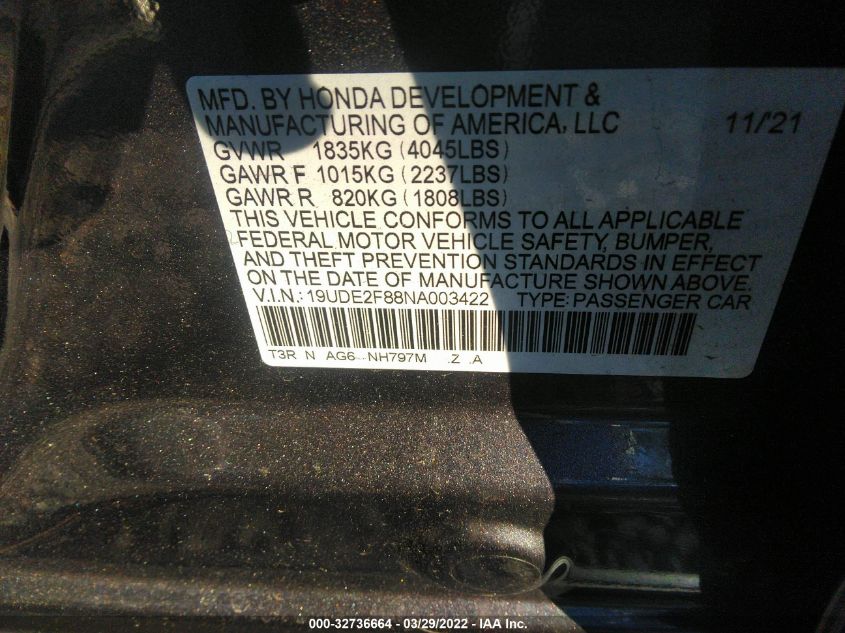 MFD. BY HONDA DEVELOPMENT &
MANUFACTURING OF AMERICA, LLC 11/'21
GVWR 1835KG (4045LBS)
GAWR F 1015KG (2237LBS)
GAWR R 820KG (1808LBS)
THIS VEHICLE CONFORMS TO ALL APPLICABLE
FEDERAL MOTOR VEHICLE SAFETY, BUMPER,
AND THEFT PREVENTION STANDARDS IN EFFECT
ON THE DATE OF MANUFACTURE SHOWN ABOVE.
V.I.N.: 19UDE2F88NA003422 TYPE: PASSENGER CAR
T3R N AG6 NH797M .Z .A
000-32736664 - 03/29/2022 - IAA Inc.